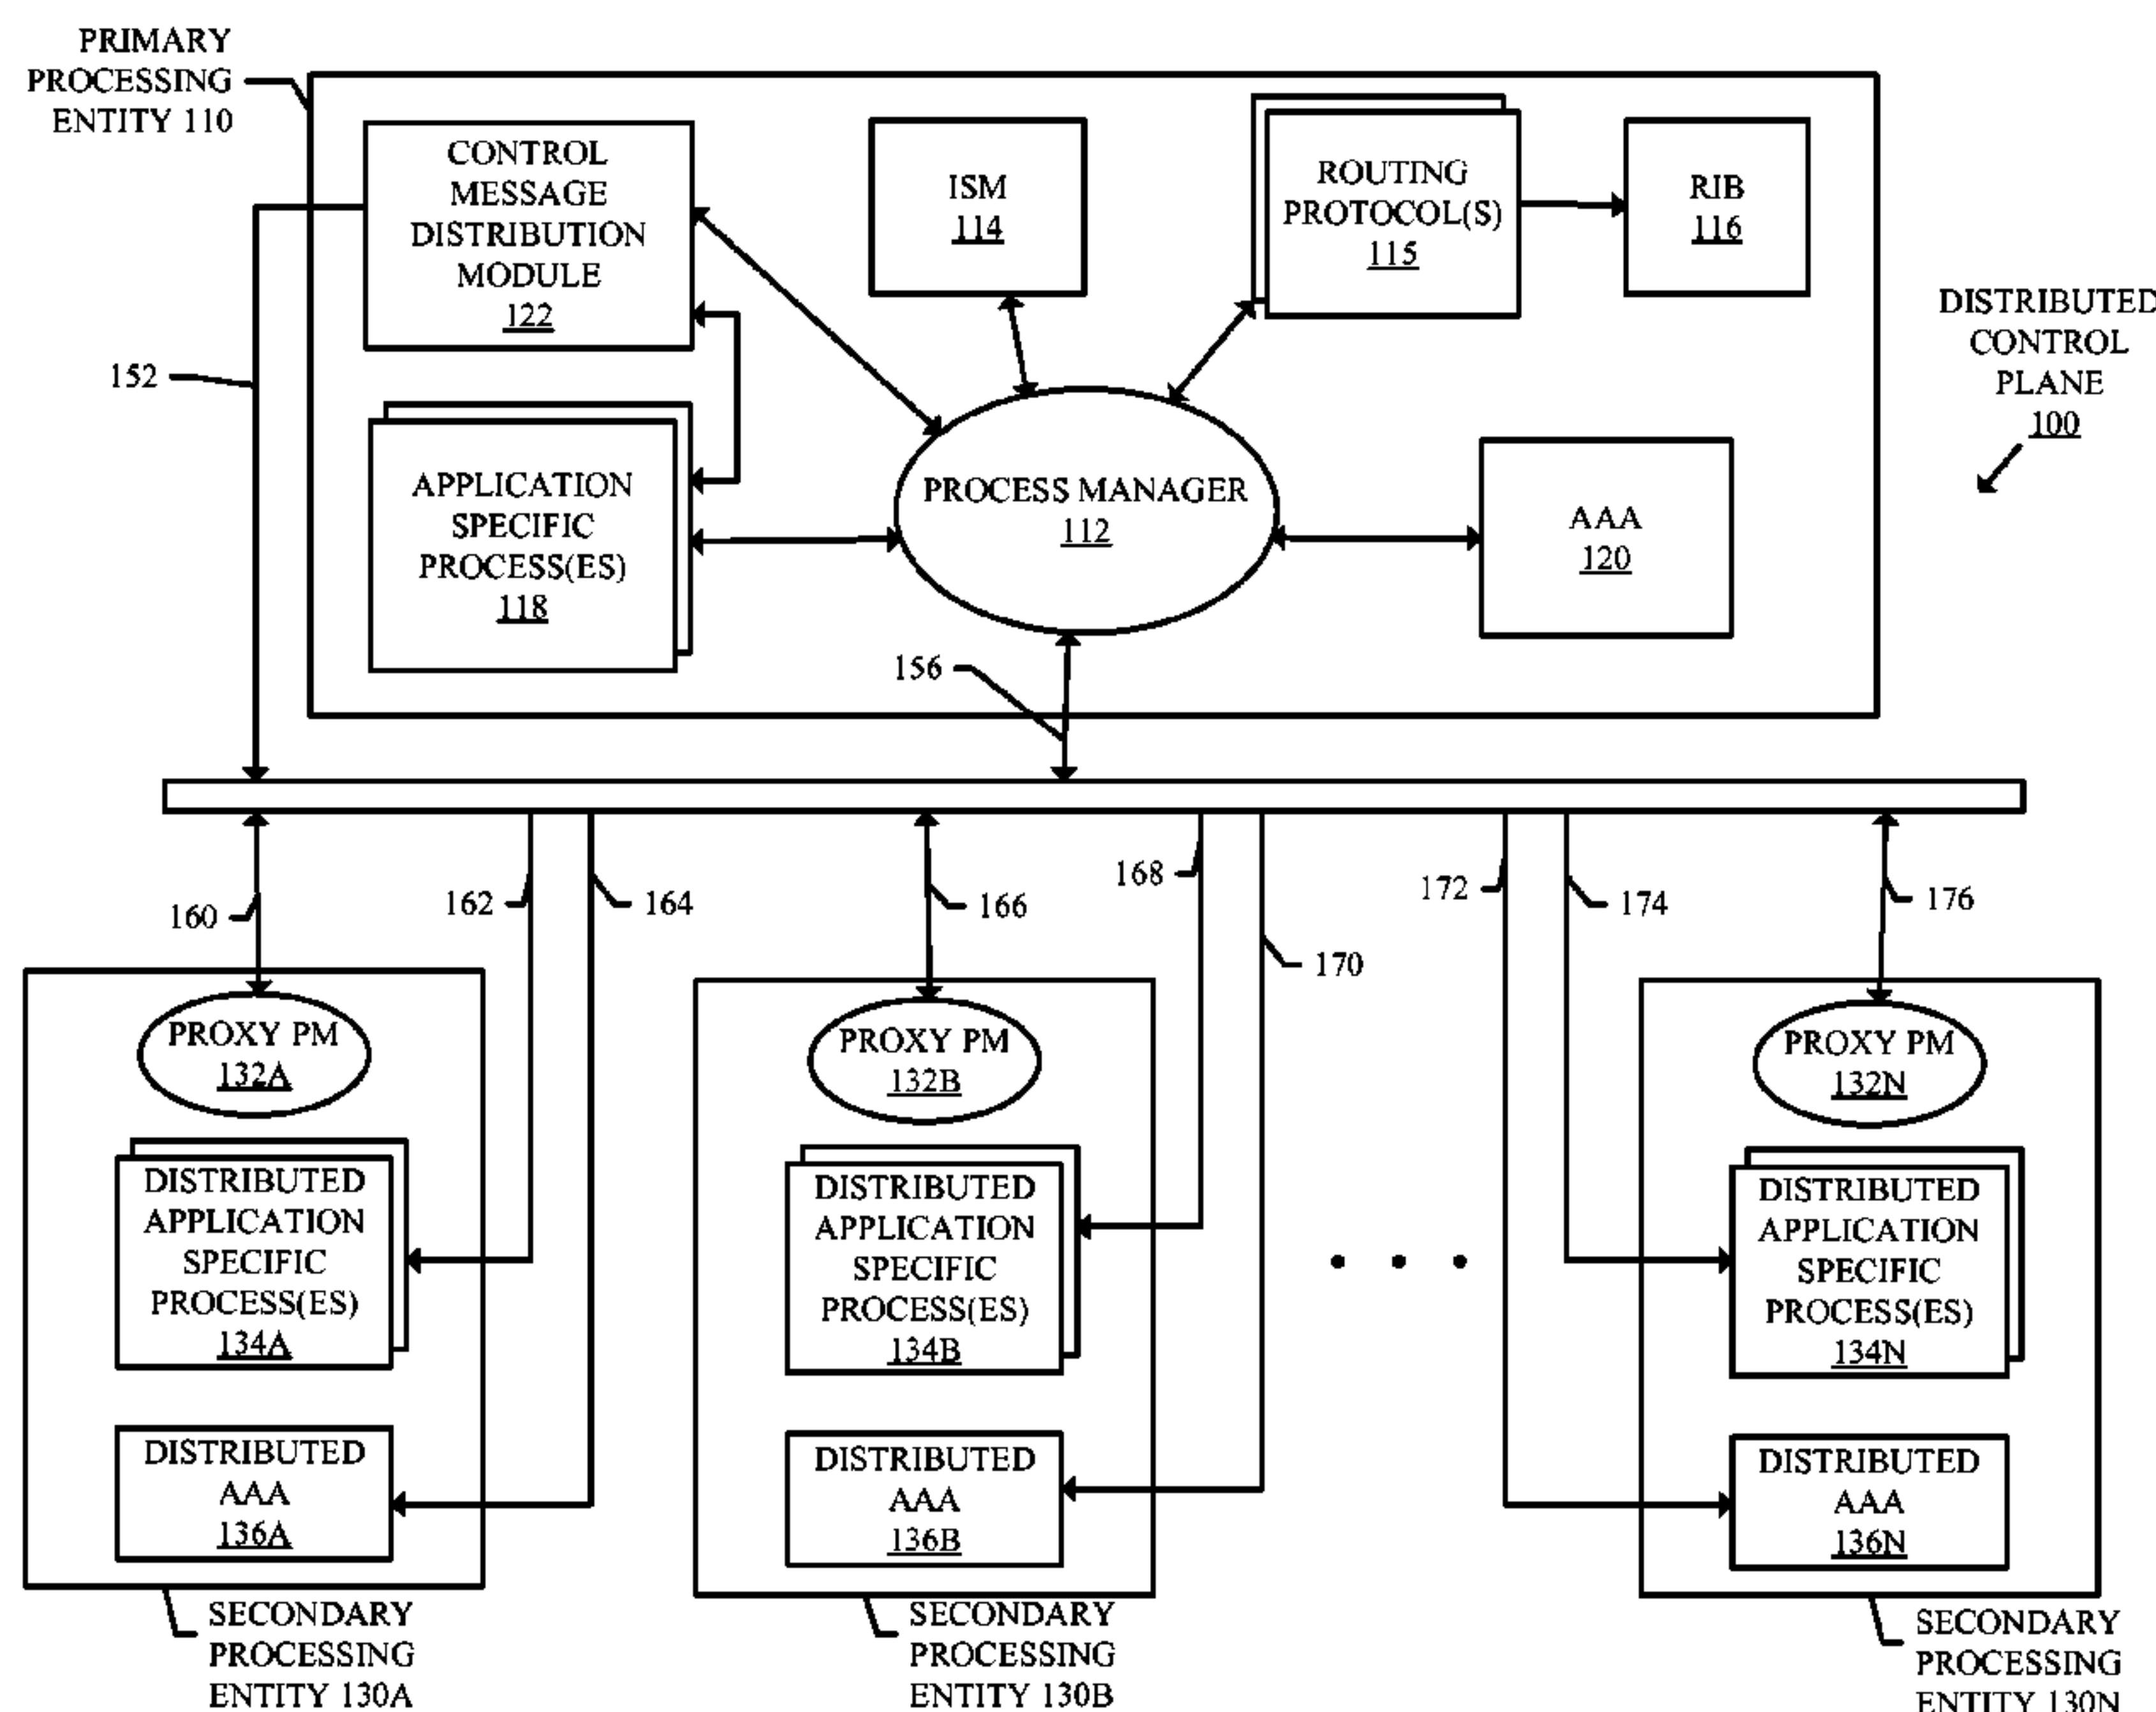 PRIMARY
PROCESSING
ENTITY 110
CONTROL
MESSAGE
DISTRIBUTION
MODULE
122
ISM
114
ROUTING
PROTOCOL(S)
115
RIB
116
DISTRIBUTED
CONTROL
PLANE
100
152
APPLICATION
SPECIFIC
PROCESS(ES)
118
PROCESS MANAGER
112
AAA
120
156
160
162
164
166
168
170
172
174
176
PROXY PM
132A
DISTRIBUTED
APPLICATION
SPECIFIC
PROCESS(ES)
134A
DISTRIBUTED
AAA
136A
SECONDARY
PROCESSING
ENTITY 130A
PROXY PM
132B
DISTRIBUTED
APPLICATION
SPECIFIC
PROCESS(ES)
134B
DISTRIBUTED
AAA
136B
SECONDARY
PROCESSING
ENTITY 130B
PROXY PM
132N
DISTRIBUTED
APPLICATION
SPECIFIC
PROCESS(ES)
134N
DISTRIBUTED
AAA
136N
SECONDARY
PROCESSING
ENTITY 130N